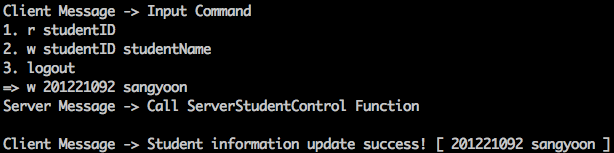 Client Message -> Input Command
1. r studentID
2. w studentID studentName
3. logout
=> w 201221092 sangyoon
Server Message -> Call ServerStudentControl Function
Client Message -> Student information update success! [ 201221092 sangyoon ]